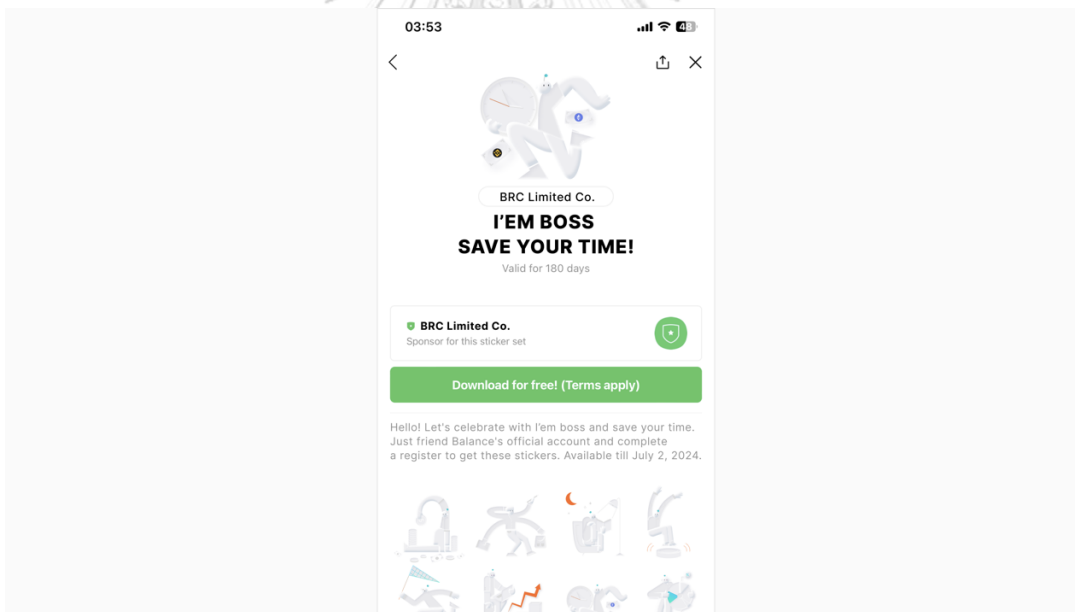 03:53
48
BRC Limited Co.
I’EM BOSS
SAVE YOUR TIME!
Valid for 180 days
BRC Limited Co.
Sponsor for this sticker set
Download for free! (Terms apply)
Hello! Let's celebrate with I'em boss and save your time.
Just friend Balance's official account and complete
a register to get these stickers. Available till July 2, 2024.